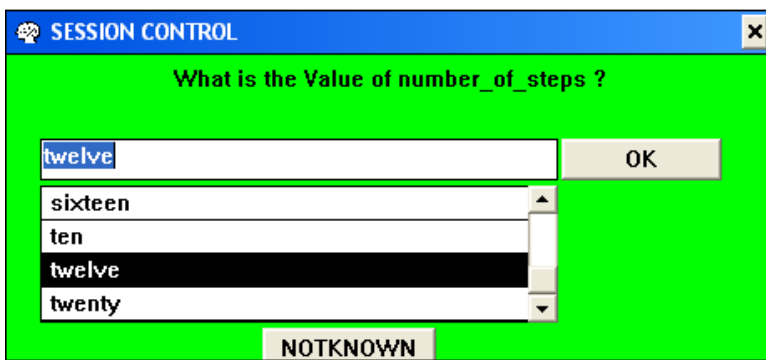 SESSION CONTROL
What is the Value of number_of_steps ?
twelve
OK
sixteen
ten
twelve
twenty
NOTKNOWN